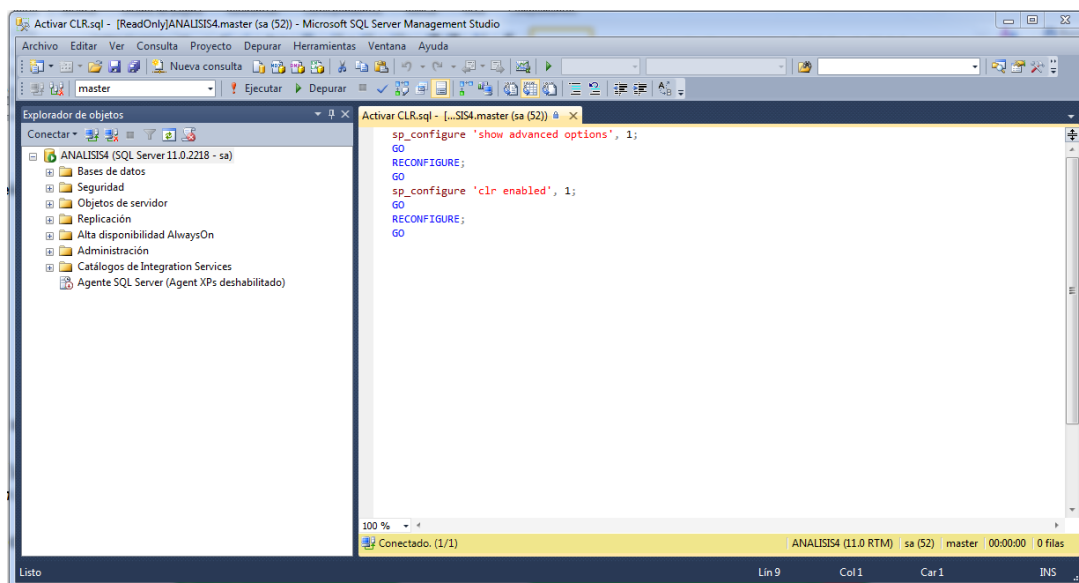 Activar CLR.sql - [ReadOnly]ANALISIS4.master (sa (52)) - Microsoft SQL Server Management Studio
Archivo Editar Ver Consulta Proyecto Depurar Herramientas Ventana Ayuda
Nueva consulta
master Ejecutar Depurar
Explorador de objetos
Conectar
ANALISIS4 (SQL Server 11.0.2218 - sa)
Bases de datos
Seguridad
Objetos de servidor
Replicación
Alta disponibilidad AlwaysOn
Administración
Catálogos de Integration Services
Agente SQL Server (Agent XPs deshabilitado)
Activar CLR.sql - [...SIS4.master (sa (52))
sp_configure 'show advanced options', 1;
GO
RECONFIGURE;
GO
sp_configure 'clr enabled', 1;
GO
RECONFIGURE;
GO
100 %
Conectado. (1/1) ANALISIS4 (11.0 RTM) sa (52) master 00:00:00 0 filas
Listo Lín 9 Col 1 Car 1 INS